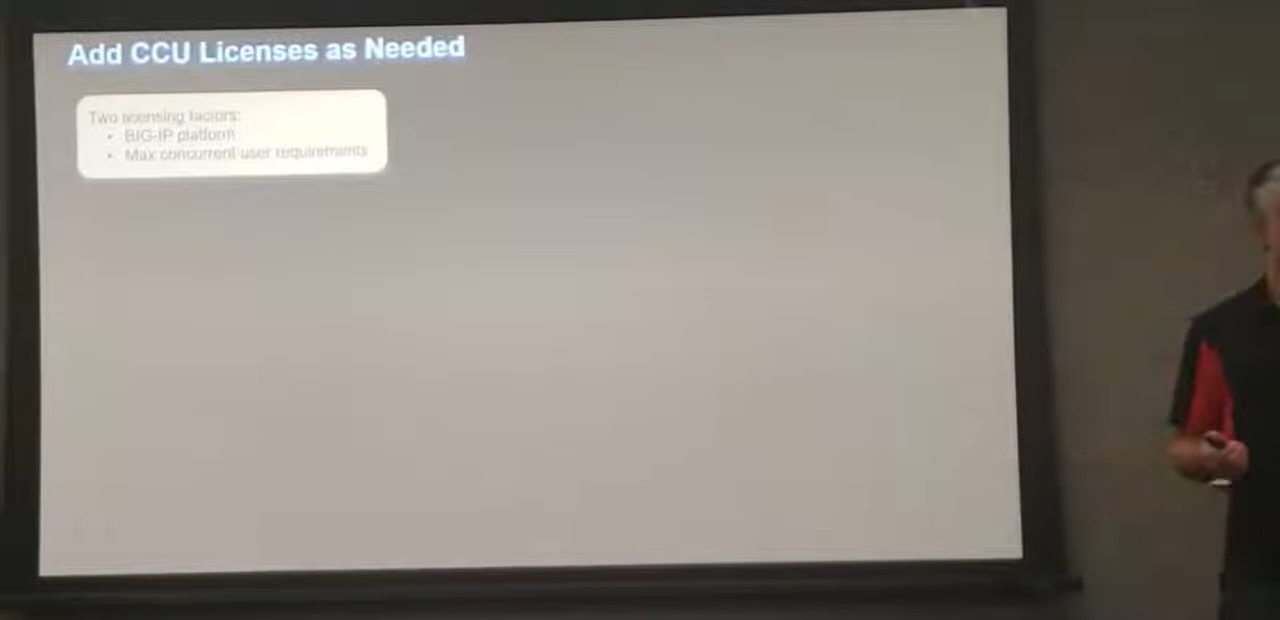 Add CCU Licenses as Needed
Two licensing factors:
• BIG-IP platform
• Max concurrent user requirements